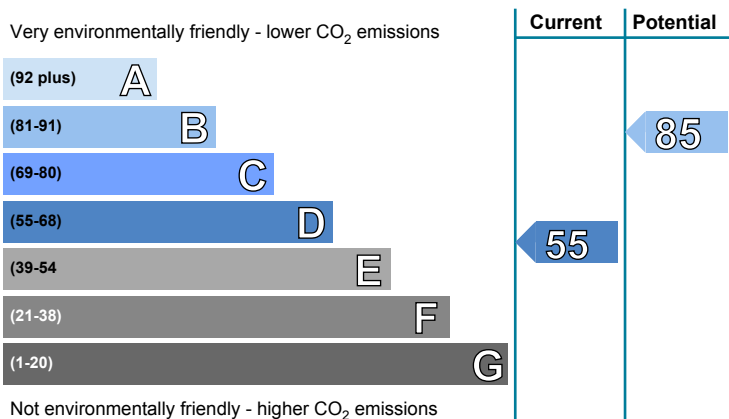 Current Potential
Very environmentally friendly - lower CO₂ emissions
(92 plus) A
(81-91) B
85
(69-80) C
(55-68) D
55
(39-54 E
(21-38) F
(1-20) G
Not environmentally friendly - higher CO₂ emissions